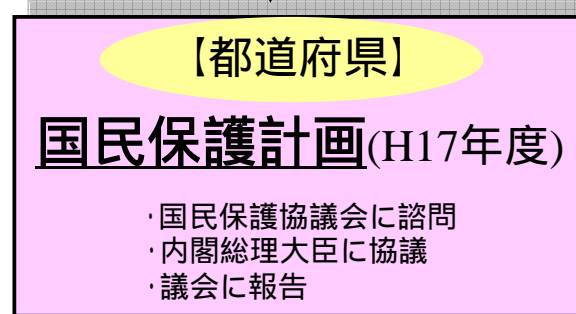 【都道府県】
国民保護計画(H17年度)
・国民保護協議会に諮問
・内閣総理大臣に協議
・議会に報告